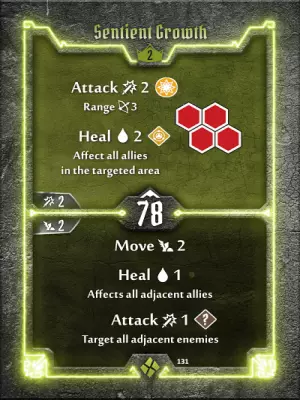 Sentient Growth
2
Attack 2
Range 3
Heal 2
Affect all allies
in the targeted area
2
78
2
Move 2
Heal 1
Affects all adjacent allies
Attack 1 ?
Target all adjacent enemies
131